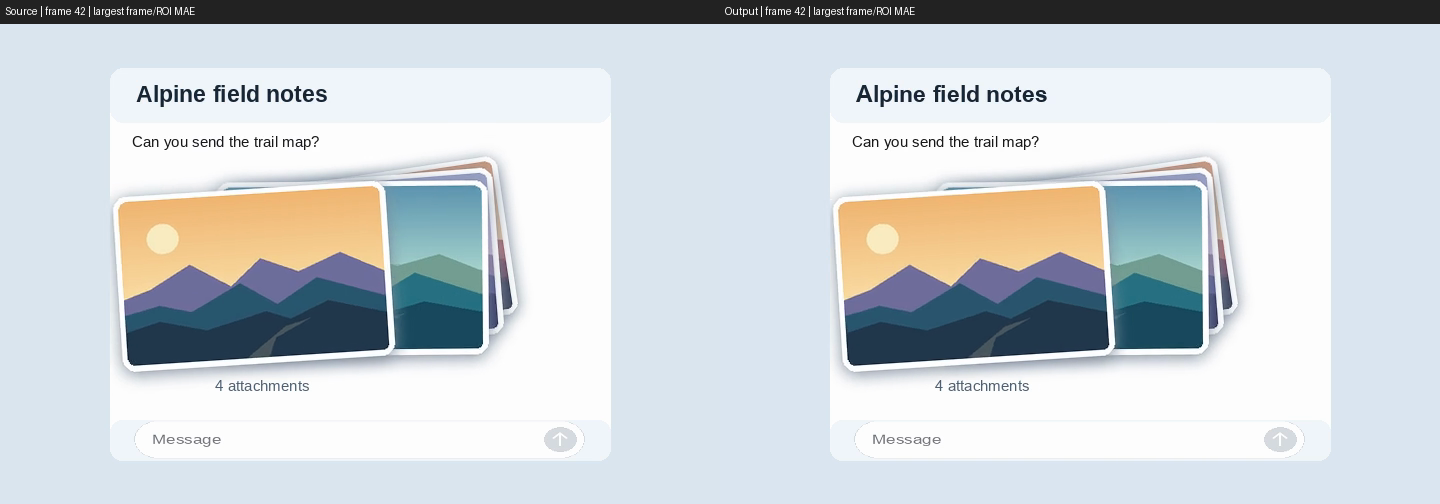 Source | frame 42 | largest frame/ROI MAE
Output | frame 42 | largest frame/ROI MAE
Alpine field notes
Can you send the trail map?
4 attachments
Message
Alpine field notes
Can you send the trail map?
4 attachments
Message